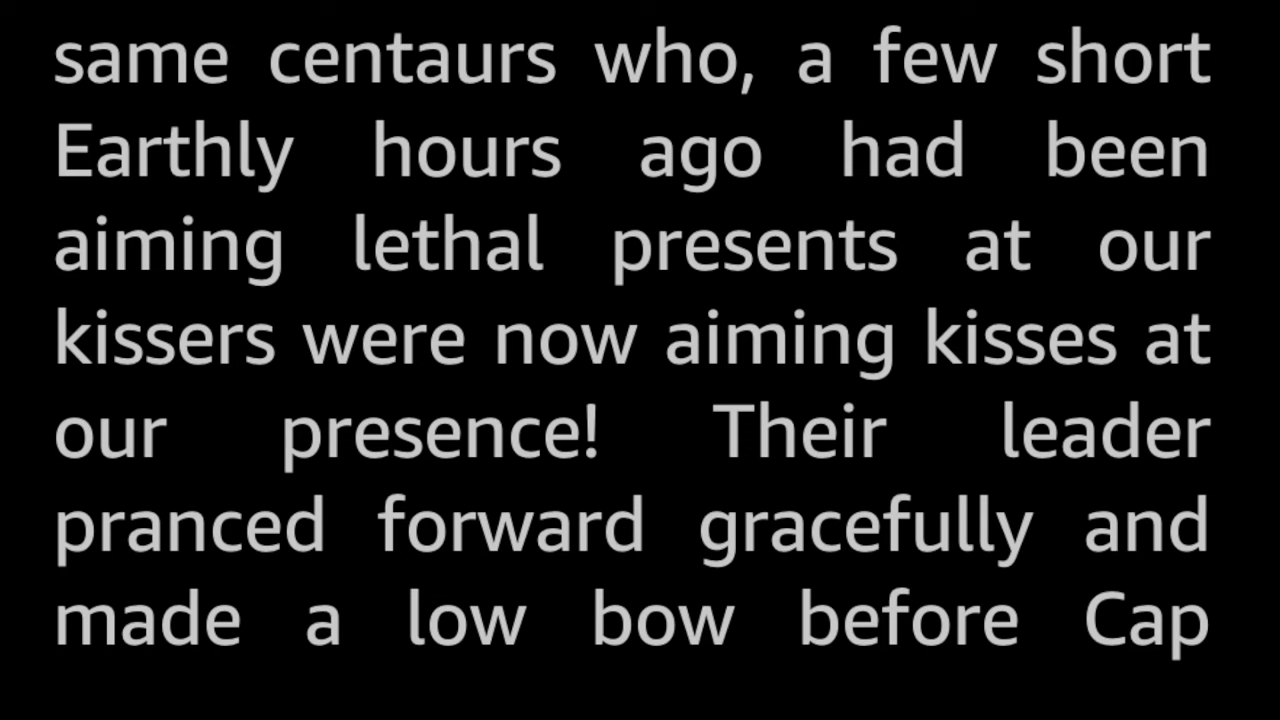 same centaurs who, a few short
Earthly hours ago had been
aiming lethal presents at our
kissers were now aiming kisses at
our presence! Their leader
pranced forward gracefully and
made a low bow before Cap